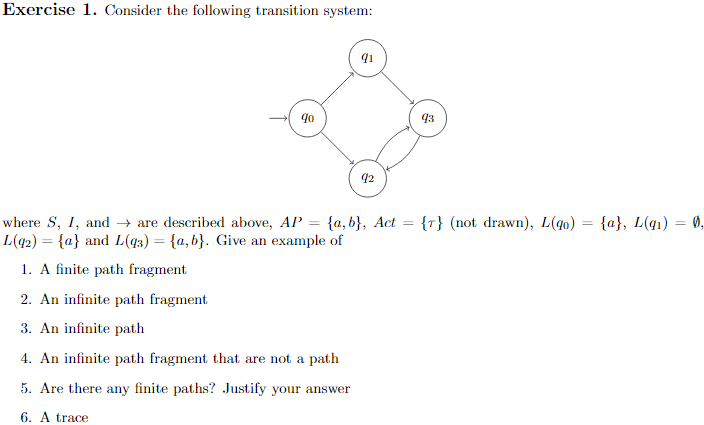 Exercise 1. Consider the following transition system:
q1
q0
q3
q2
where S, I, and → are described above, AP = {a, b}, Act = {τ} (not drawn), L(q0) = {a}, L(q1) = ∅,
L(q2) = {a} and L(q3) = {a, b}. Give an example of
1. A finite path fragment
2. An infinite path fragment
3. An infinite path
4. An infinite path fragment that are not a path
5. Are there any finite paths? Justify your answer
6. A trace